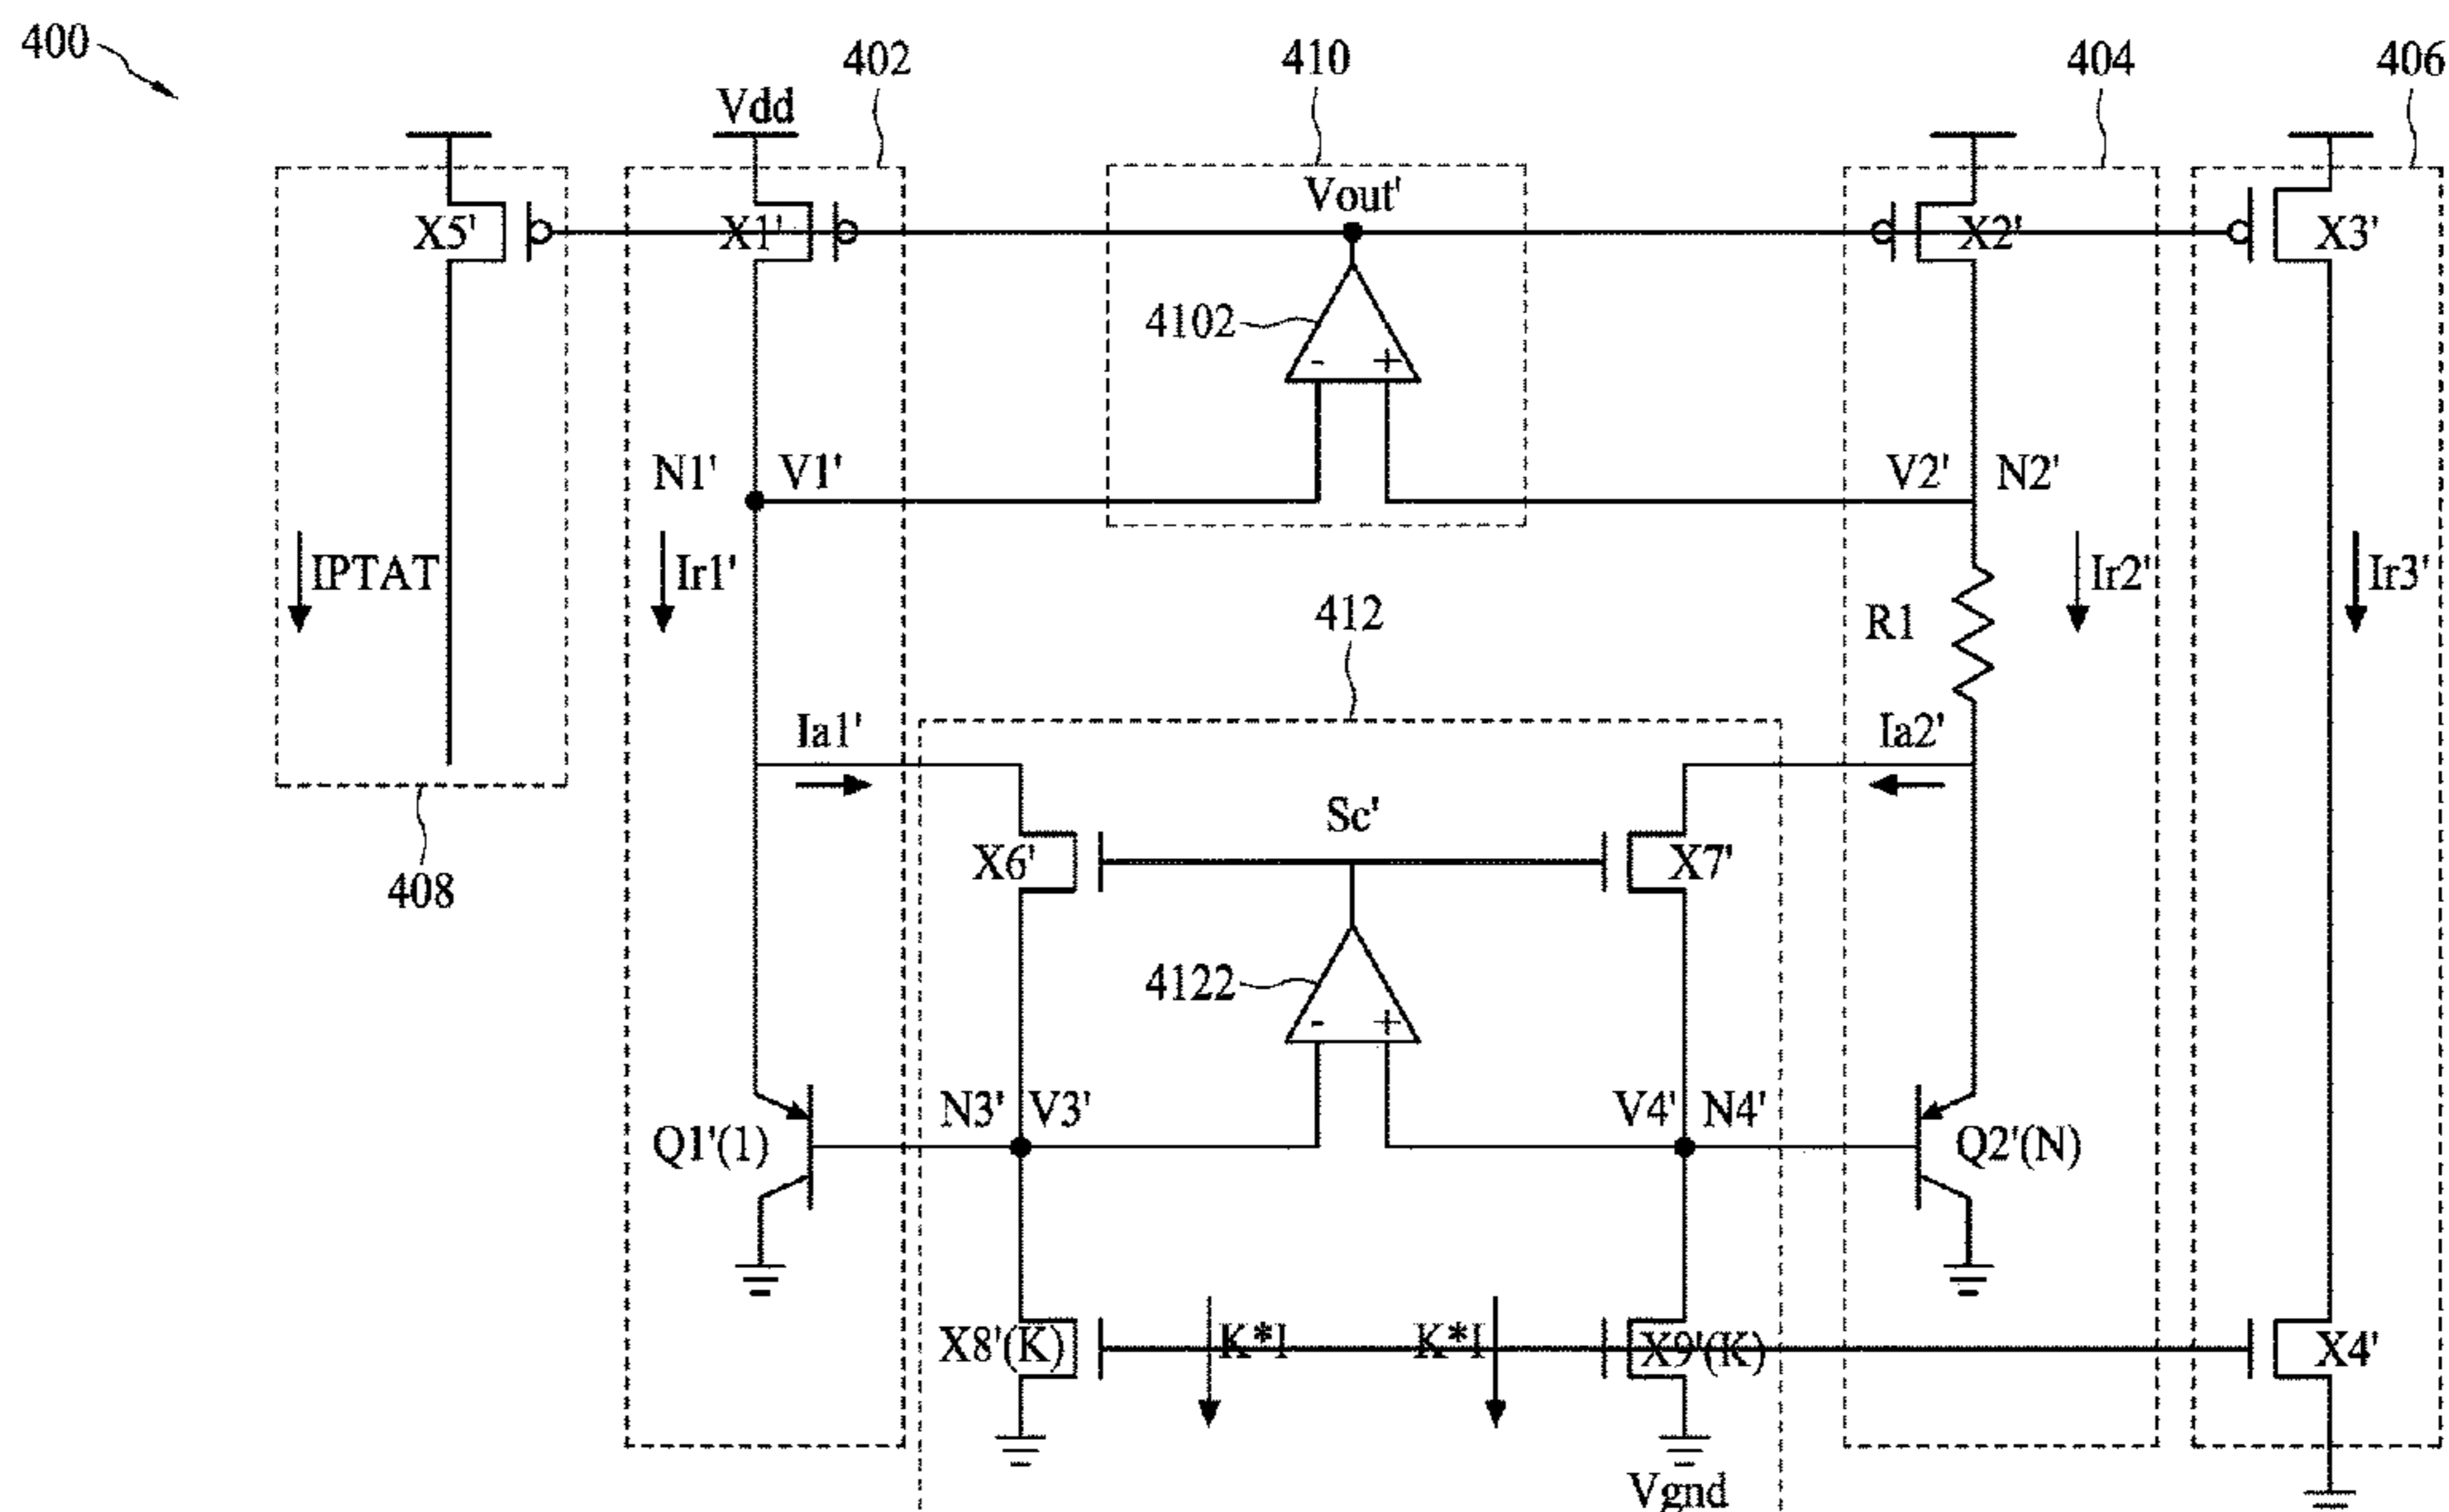 400
402
410
404
406
Vdd
Vout'
X5'
X1'
X2'
X3'
4102
- +
N1'
V1'
V2'
N2'
IPTAT
Ir1'
412
R1
Ir2'
Ir3'
Ia1'
Ia2'
Sc'
X6'
X7'
408
4122
- +
N3'
V3'
V4'
N4'
Q1'(1)
Q2'(N)
X8'(K)
K*I
K*I
X9'(K)
X4'
Vgnd